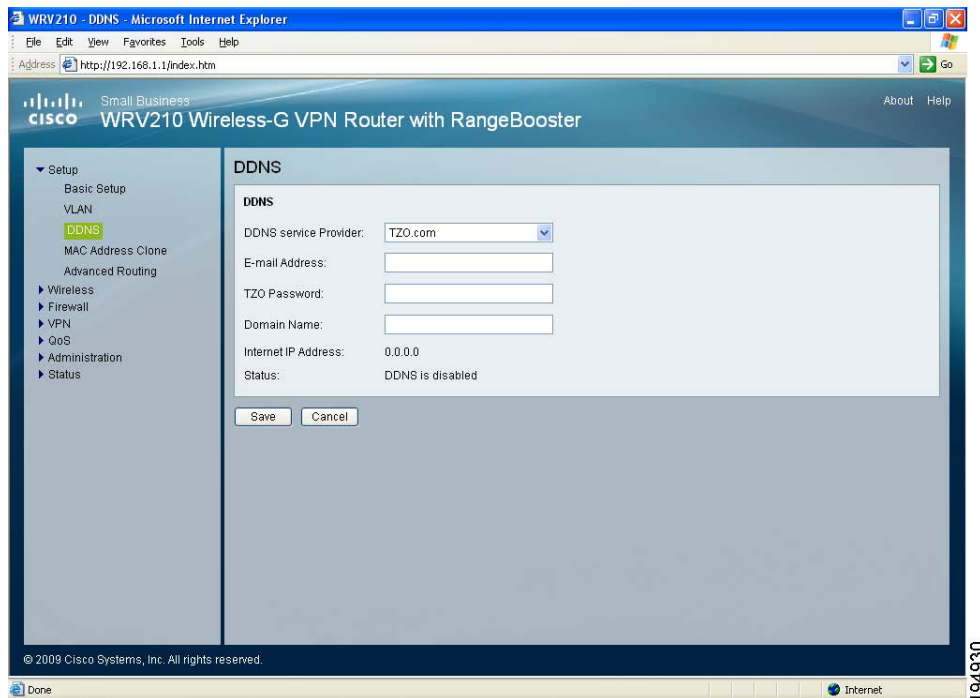 WRV210 - DDNS - Microsoft Internet Explorer
File Edit View Favorites Tools Help
Address http://192.168.1.1/index.htm Go
cisco Small Business
WRV210 Wireless-G VPN Router with RangeBooster
About Help
Setup
Basic Setup
VLAN
DDNS
MAC Address Clone
Advanced Routing
Wireless
Firewall
VPN
QoS
Administration
Status
DDNS
DDNS
DDNS service Provider: TZO.com
E-mail Address:
TZO Password:
Domain Name:
Internet IP Address: 0.0.0.0
Status: DDNS is disabled
Save Cancel
© 2009 Cisco Systems, Inc. All rights reserved.
Done Internet